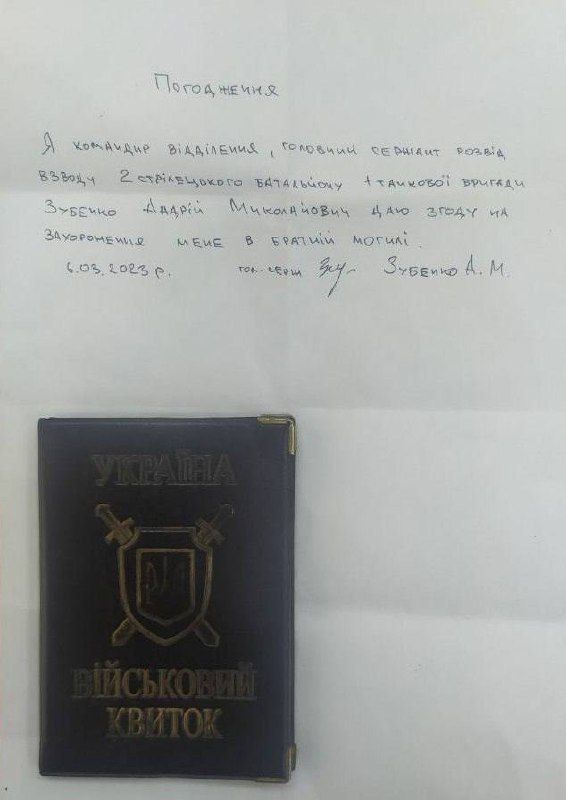 Погодження
Я командир відділення, головний сержант розвід
взводу 2 стрілецького батальйону 1 танкової бригади
Зубенко Андрій Миколайович даю згоду на
захоронення мене в братній могилі.
6.03.2023 р. гол. серж Зубенко А. М.
УКРАЇНА
ВІЙСЬКОВИЙ
КВИТОК